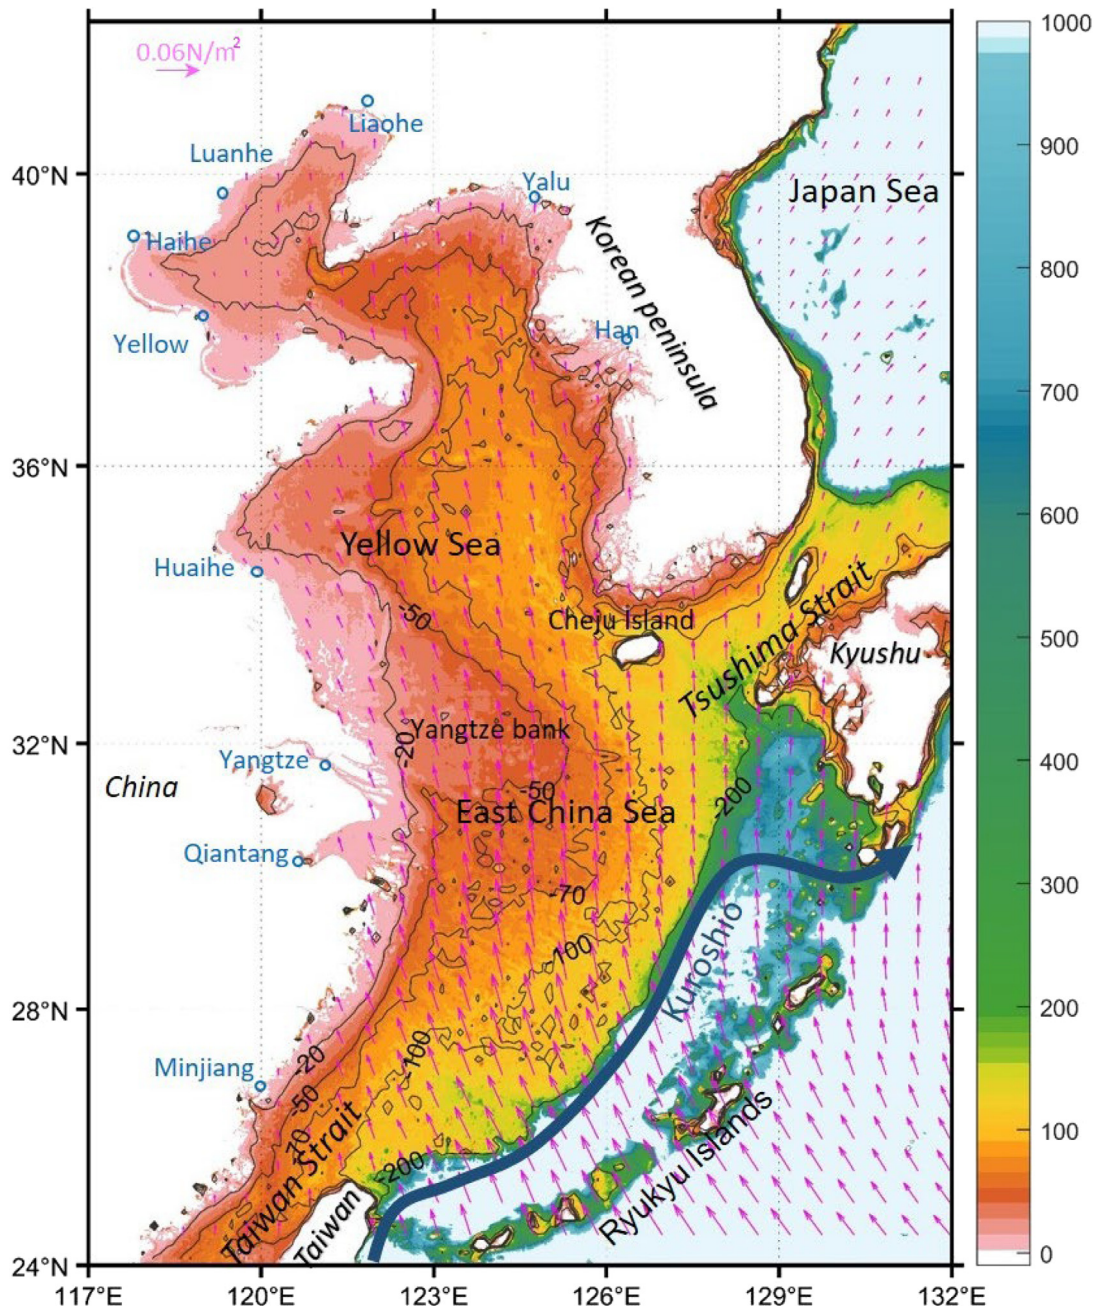 0.06N/m²
Liaohe
Luanhe
Yalu
Haihe
Yellow
Han
Korean peninsula
Japan Sea
Yellow Sea
Huaihe
-50
Cheju Island
Tsushima Strait
Kyushu
Yangtze bank
-20
Yangtze
China
-50
East China Sea
-200
Qiantang
-70
-100
Kuroshio
Minjiang
-20
-50
-70
-100
Taiwan Strait
-200
Taiwan
Ryukyu Islands
40°N
36°N
32°N
28°N
24°N
117°E
120°E
123°E
126°E
129°E
132°E
1000
900
800
700
600
500
400
300
200
100
0